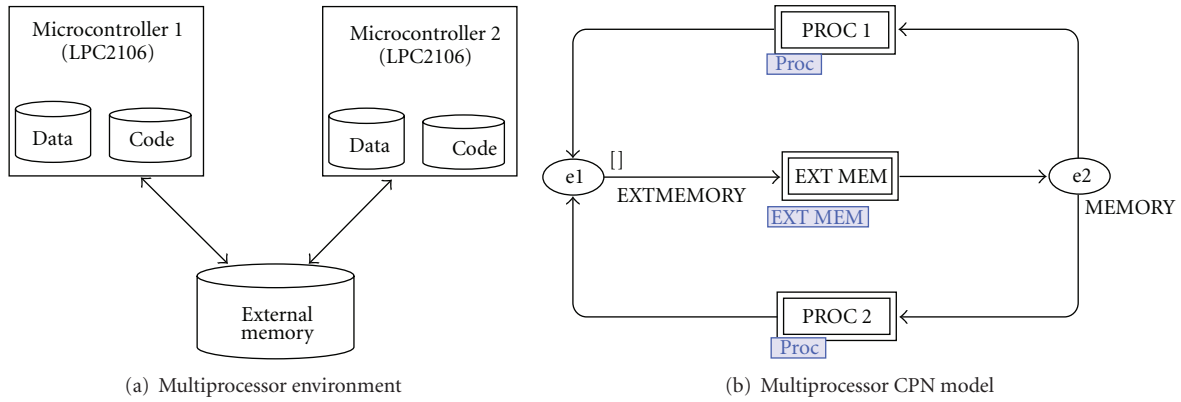 Microcontroller 1
(LPC2106)
Data
Code
Microcontroller 2
(LPC2106)
Data
Code
External
memory
(a) Multiprocessor environment
PROC 1
Proc
e1
[]
EXTMEMORY
EXT MEM
EXT MEM
e2
MEMORY
PROC 2
Proc
(b) Multiprocessor CPN model